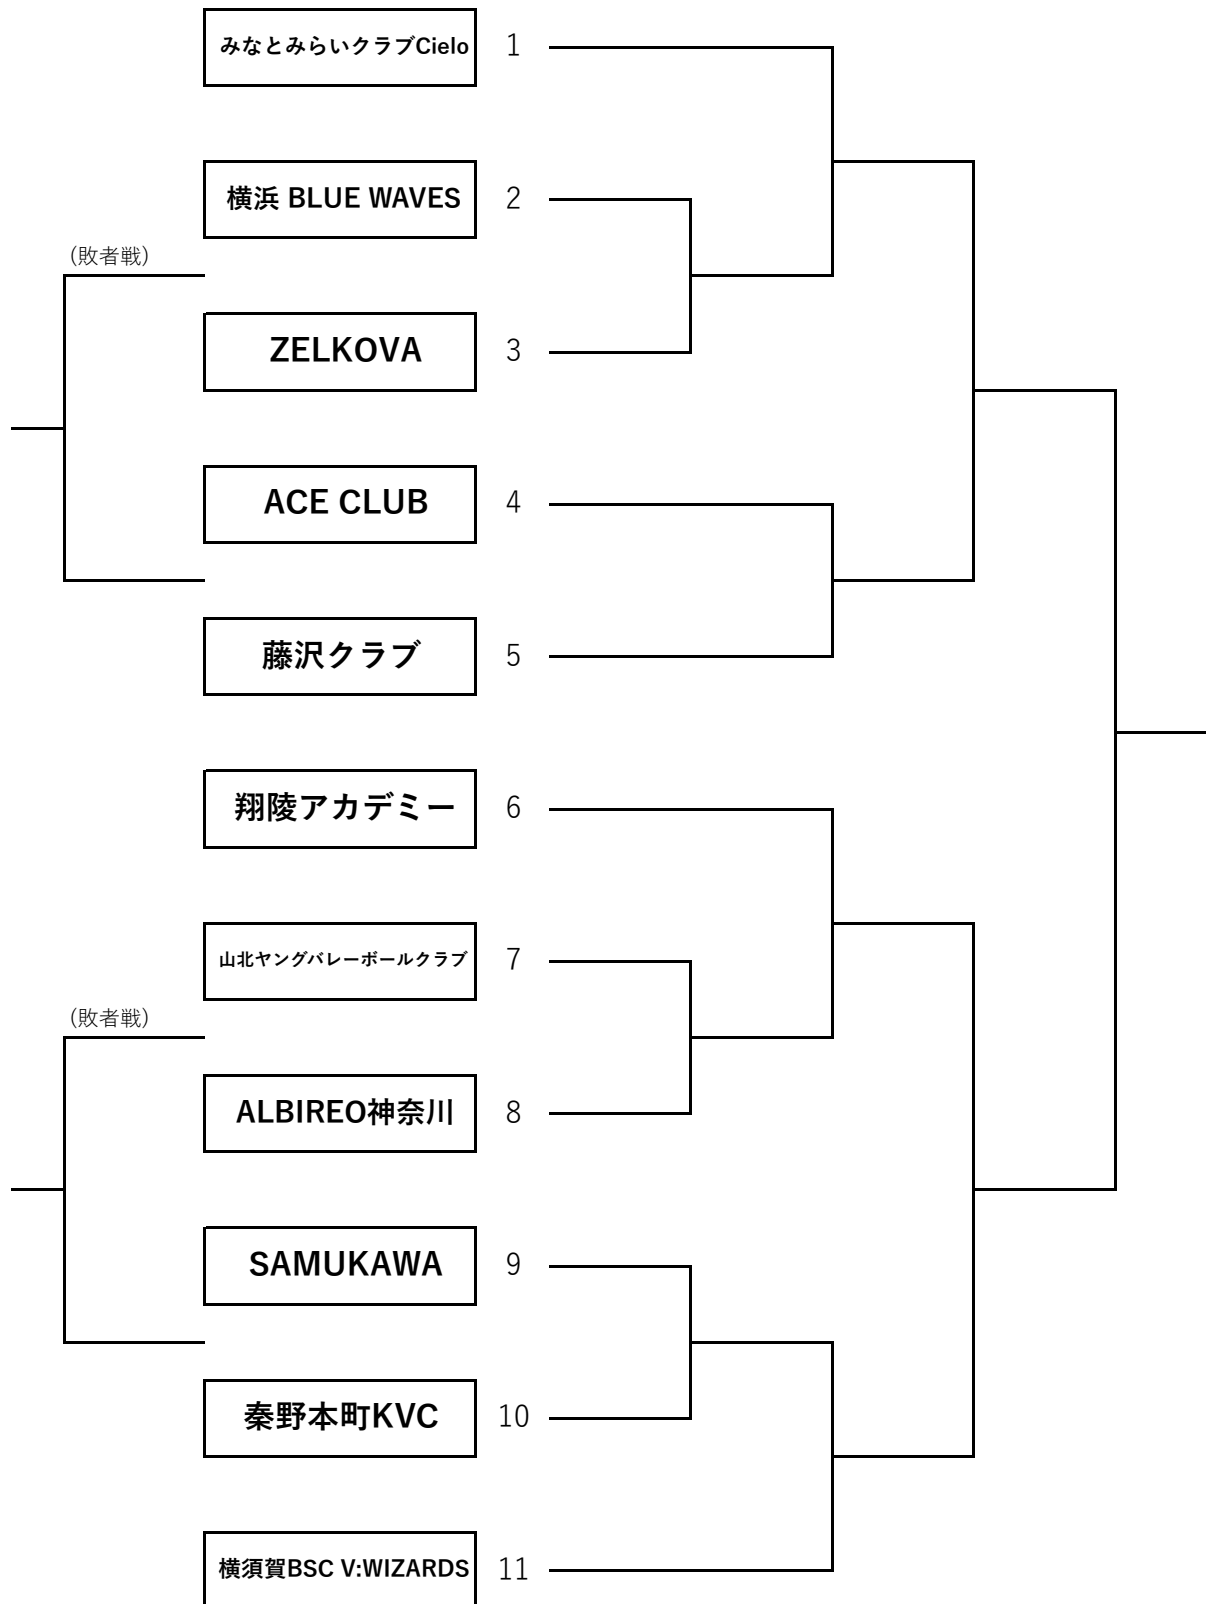 みなとみらいクラブCielo 1
横浜 BLUE WAVES 2
(敗者戦)
ZELKOVA 3
ACE CLUB 4
藤沢クラブ 5
翔陵アカデミー 6
山北ヤングバレーボールクラブ 7
(敗者戦)
ALBIREO神奈川 8
SAMUKAWA 9
秦野本町KVC 10
横須賀BSC V:WIZARDS 11